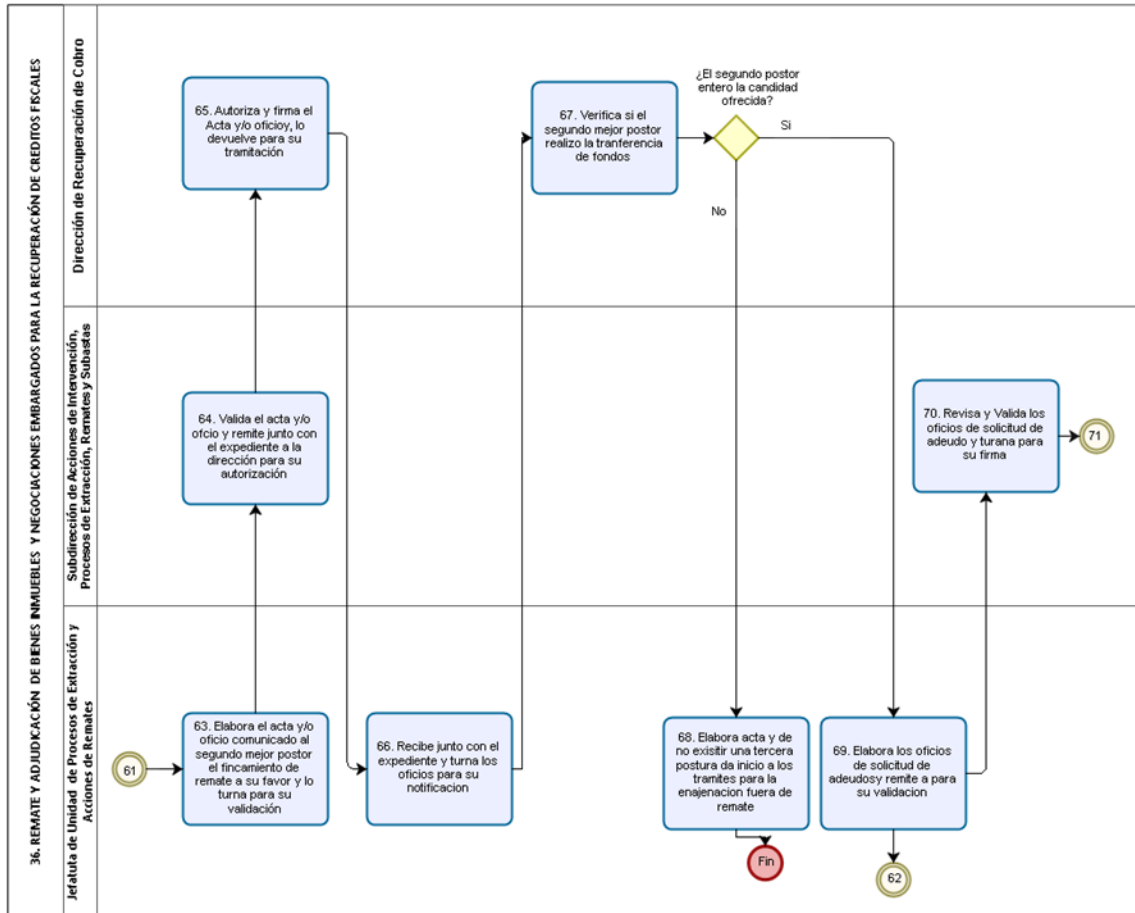 36. REMATE Y ADJUDICACIÓN DE BIENES INMUEBLES Y NEGOCIACIONES EMBARGADOS PARA LA RECUPERACIÓN DE CREDITOS FISCALES
Dirección de Recuperación de Cobro
65. Autoriza y firma el
Acta y/o oficioy, lo
devuelve para su
tramitación
67. Verifica si el
segundo mejor postor
realizo la tranferencia
de fondos
¿El segundo postor
entero la candidad
ofrecida?
Si
No
Subdirección de Acciones de Intervención,
Procesos de Extracción, Remates y Subastas
64. Valida el acta y/o
ofcio y remite junto con
el expediente a la
dirección para su
autorización
70. Revisa y Valida los
oficios de solicitud de
adeudo y turana para
su firma
71
Jefatuta de Unidad de Procesos de Extracción y
Acciones de Remates
61
63. Elabora el acta y/o
oficio comunicado al
segundo mejor postor
el fincamiento de
remate a su favor y lo
turna para su
validación
66. Recibe junto con el
expediente y turna los
oficios para su
notificacion
68. Elabora acta y de
no exisitir una tercera
postura da inicio a los
tramites para la
enajenacion fuera de
remate
69. Elabora los oficios
de solicitud de
adeudosy remite a para
su validacion
Fin
62